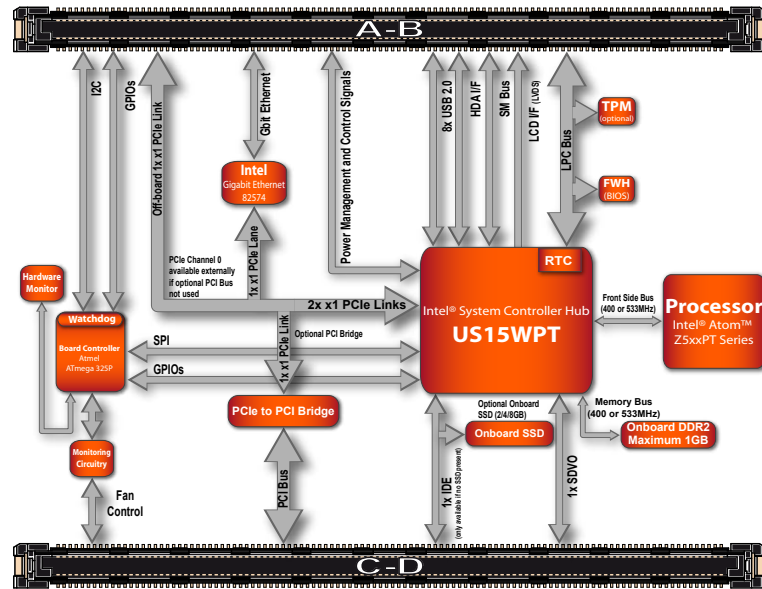 A-B
I2C
GPIOs
Off-board 1x x1 PCIe Link
Gbit Ethernet
Power Management and Control Signals
8x USB 2.0
HDA I/F
SM Bus
LCD I/F (LVDS)
LPC Bus
TPM
(optional)
FWH
(BIOS)
Intel
Gigabit Ethernet
82574
PCIe Channel 0
available externally
if optional PCI Bus
not used
1x x1 PCIe Lane
RTC
Hardware
Monitor
2x x1 PCIe Links
Intel® System Controller Hub
US15WPT
Front Side Bus
(400 or 533MHz)
Processor
Intel® Atom™
Z5xxPT Series
Watchdog
Board Controller
Atmel
ATmega 325P
SPI
GPIOs
1x x1 PCIe Link
Optional PCI Bridge
PCIe to PCI Bridge
Optional Onboard
SSD (2/4/8GB)
Onboard SSD
Memory Bus
(400 or 533MHz)
Onboard DDR2
Maximum 1GB
Monitoring
Circuitry
Fan
Control
PCI Bus
1x IDE
(only available if no SSD present)
1x SDVO
C-D